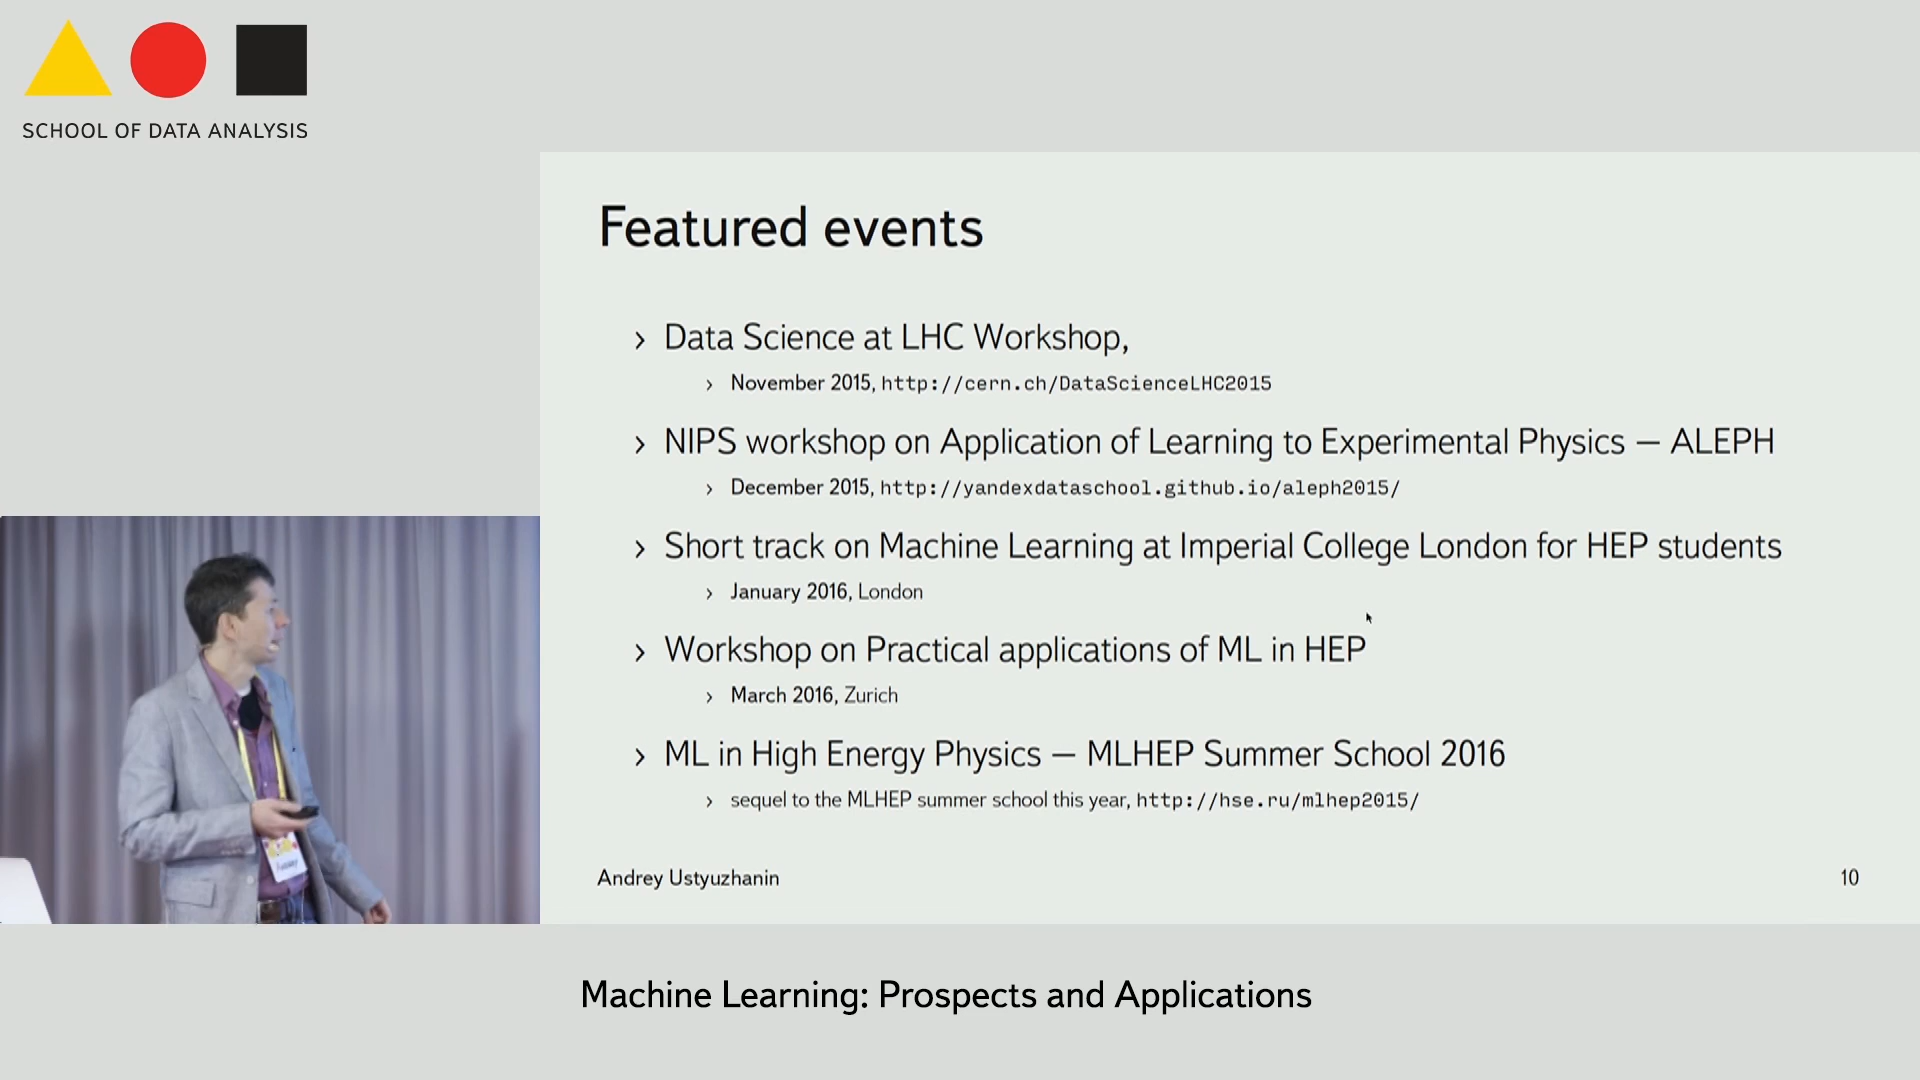 SCHOOL OF DATA ANALYSIS
Featured events
› Data Science at LHC Workshop,
› November 2015, http://cern.ch/DataScienceLHC2015
› NIPS workshop on Application of Learning to Experimental Physics — ALEPH
› December 2015, http://yandexdataschool.github.io/aleph2015/
› Short track on Machine Learning at Imperial College London for HEP students
› January 2016, London
› Workshop on Practical applications of ML in HEP
› March 2016, Zurich
› ML in High Energy Physics — MLHEP Summer School 2016
› sequel to the MLHEP summer school this year, http://hse.ru/mlhep2015/
Andrey Ustyuzhanin
10
Machine Learning: Prospects and Applications